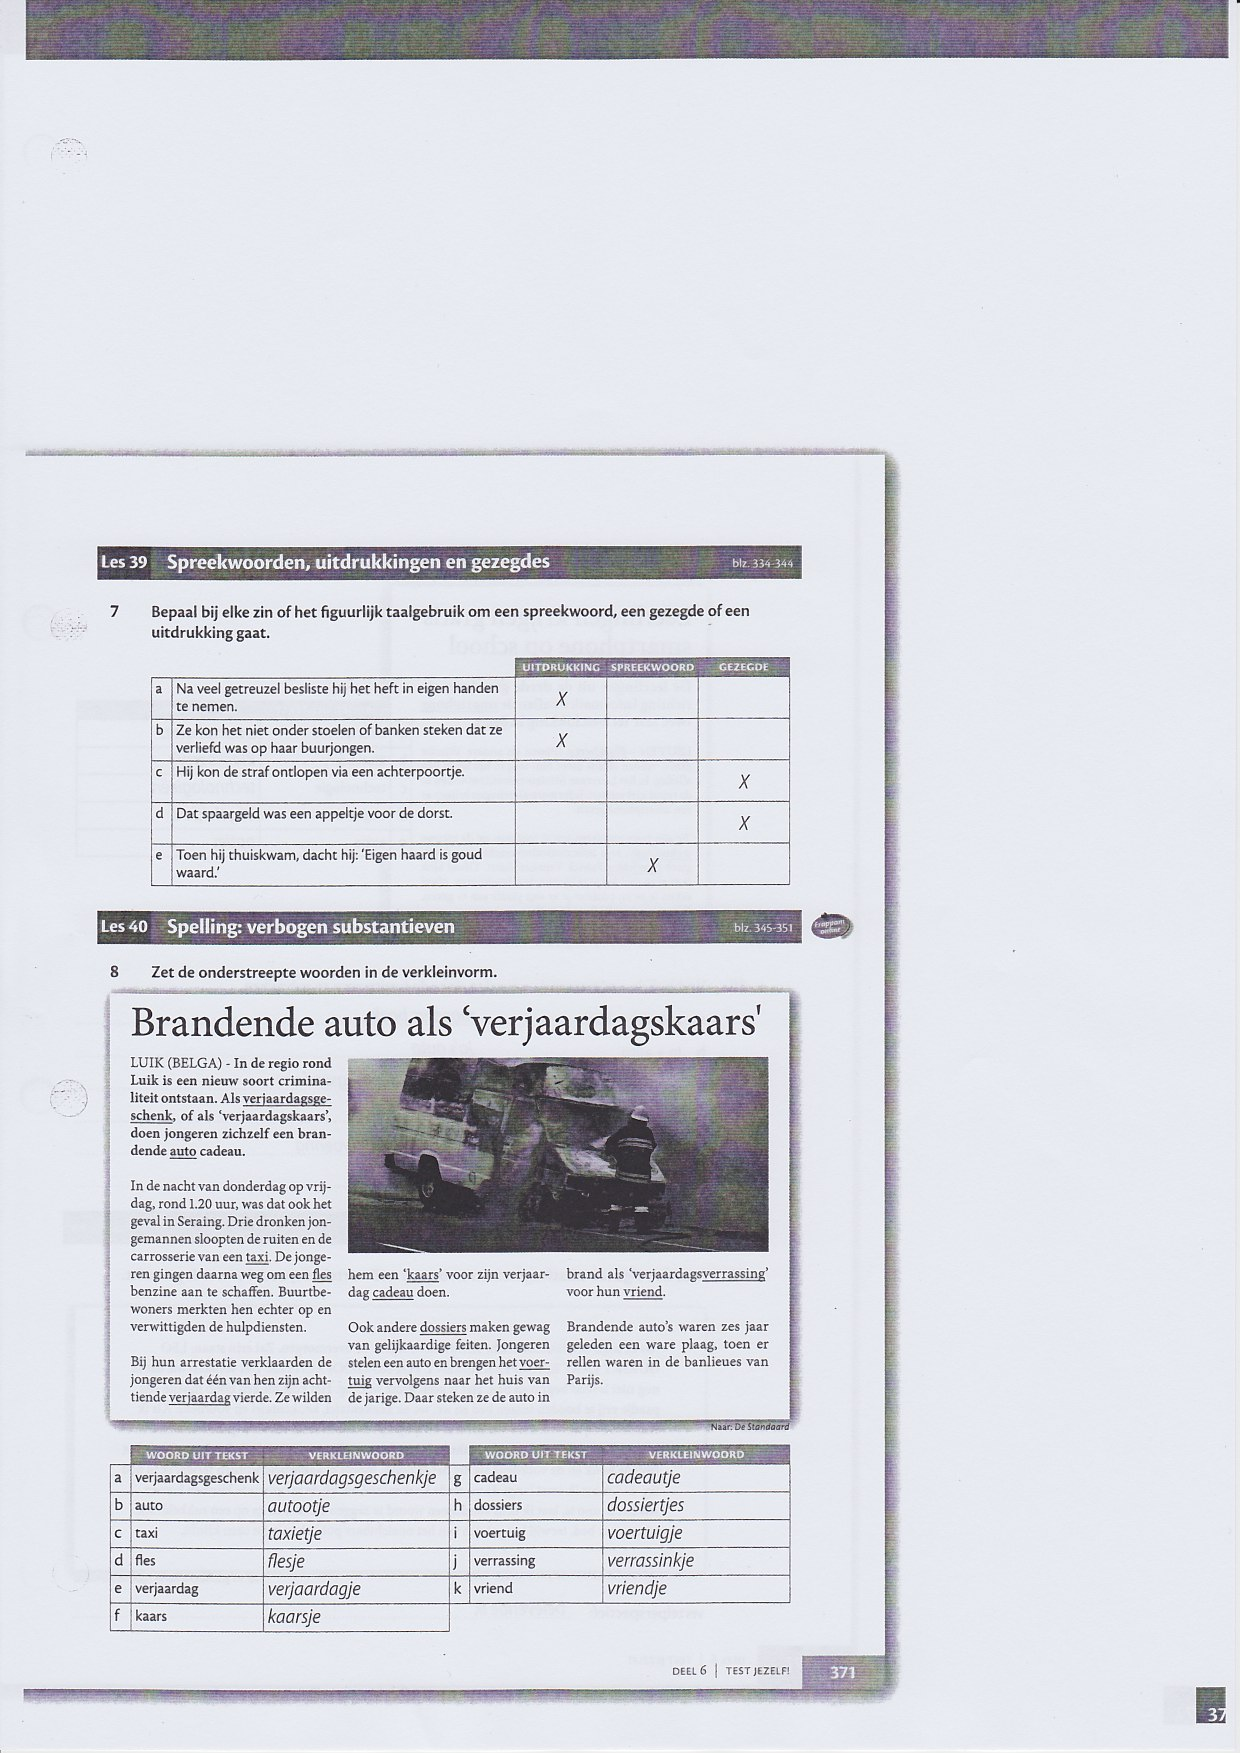 Les 39 Spreekwoorden, uitdrukkingen en gezegdes blz. 334-344
7 Bepaal bij elke zin of het figuurlijk taalgebruik om een spreekwoord, een gezegde of een
uitdrukking gaat.
UITDRUKKING SPREEKWOORD GEZEGDE
a Na veel getreuzel besliste hij het heft in eigen handen
te nemen. X
b Ze kon het niet onder stoelen of banken steken dat ze
verliefd was op haar buurjongen. X
c Hij kon de straf ontlopen via een achterpoortje. X
d Dat spaargeld was een appeltje voor de dorst. X
e Toen hij thuiskwam, dacht hij: 'Eigen haard is goud
waard.' X
Les 40 Spelling: verbogen substantieven blz. 345-351
8 Zet de onderstreepte woorden in de verkleinvorm.
Brandende auto als 'verjaardagskaars'
LUIK (BELGA) - In de regio rond
Luik is een nieuw soort crimina-
liteit ontstaan. Als verjaardagsge-
schenk, of als 'verjaardagskaars',
doen jongeren zichzelf een bran-
dende auto cadeau.
In de nacht van donderdag op vrij-
dag, rond 1.20 uur, was dat ook het
geval in Seraing. Drie dronken jon-
gemannen sloopten de ruiten en de
carrosserie van een taxi. De jonge-
ren gingen daarna weg om een fles
benzine aan te schaffen. Buurtbe-
woners merkten hen echter op en
verwittigden de hulpdiensten.
Bij hun arrestatie verklaarden de
jongeren dat één van hen zijn acht-
tiende verjaardag vierde. Ze wilden
hem een 'kaars' voor zijn verjaar-
dag cadeau doen.
Ook andere dossiers maken gewag
van gelijkaardige feiten. Jongeren
stelen een auto en brengen het voer-
tuig vervolgens naar het huis van
de jarige. Daar steken ze de auto in
brand als 'verjaardagsverrassing'
voor hun vriend.
Brandende auto's waren zes jaar
geleden een ware plaag, toen er
rellen waren in de banlieues van
Parijs.
Naar: De Standaard
WOORD UIT TEKST VERKLEINWOORD WOORD UIT TEKST VERKLEINWOORD
a verjaardagsgeschenk verjaardagsgeschenkje g cadeau cadeautje
b auto autootje h dossiers dossiertjes
c taxi taxietje i voertuig voertuigje
d fles flesje j verrassing verrassinkje
e verjaardag verjaardagje k vriend vriendje
f kaars kaarsje
DEEL 6 | TEST JEZELF! 371
37